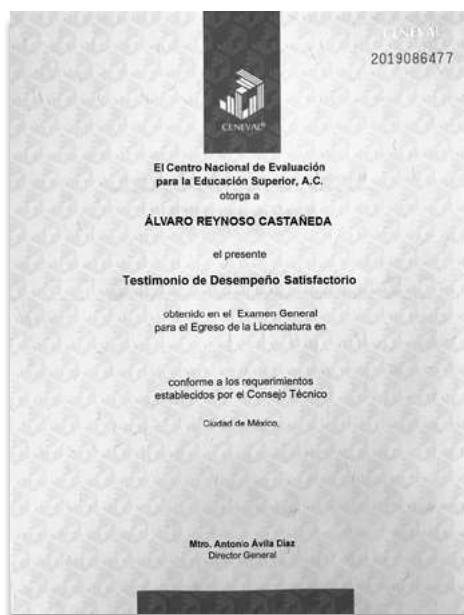 CENEVAL
2019086477
CENEVAL®
El Centro Nacional de Evaluación
para la Educación Superior, A.C.
otorga a
ÁLVARO REYNOSO CASTAÑEDA
el presente
Testimonio de Desempeño Satisfactorio
obtenido en el Examen General
para el Egreso de la Licenciatura en
conforme a los requerimientos
establecidos por el Consejo Técnico
Ciudad de México,
Mtro. Antonio Ávila Díaz
Director General